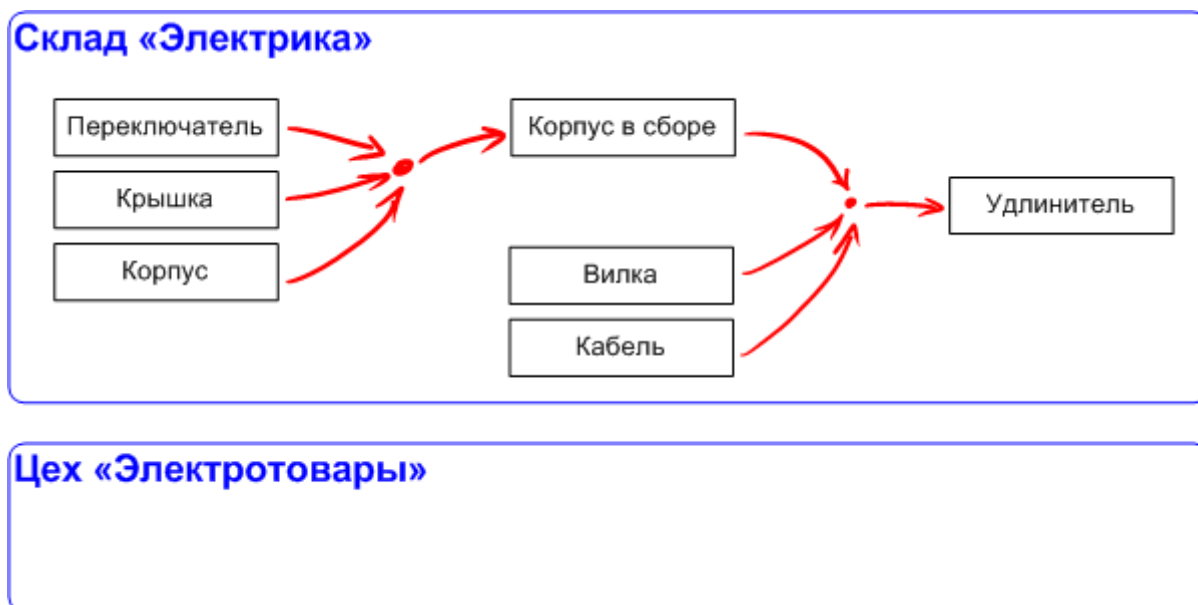 Склад «Электрика»
Переключатель
Крышка
Корпус
Корпус в сборе
Вилка
Кабель
Удлинитель
Цех «Электротовары»